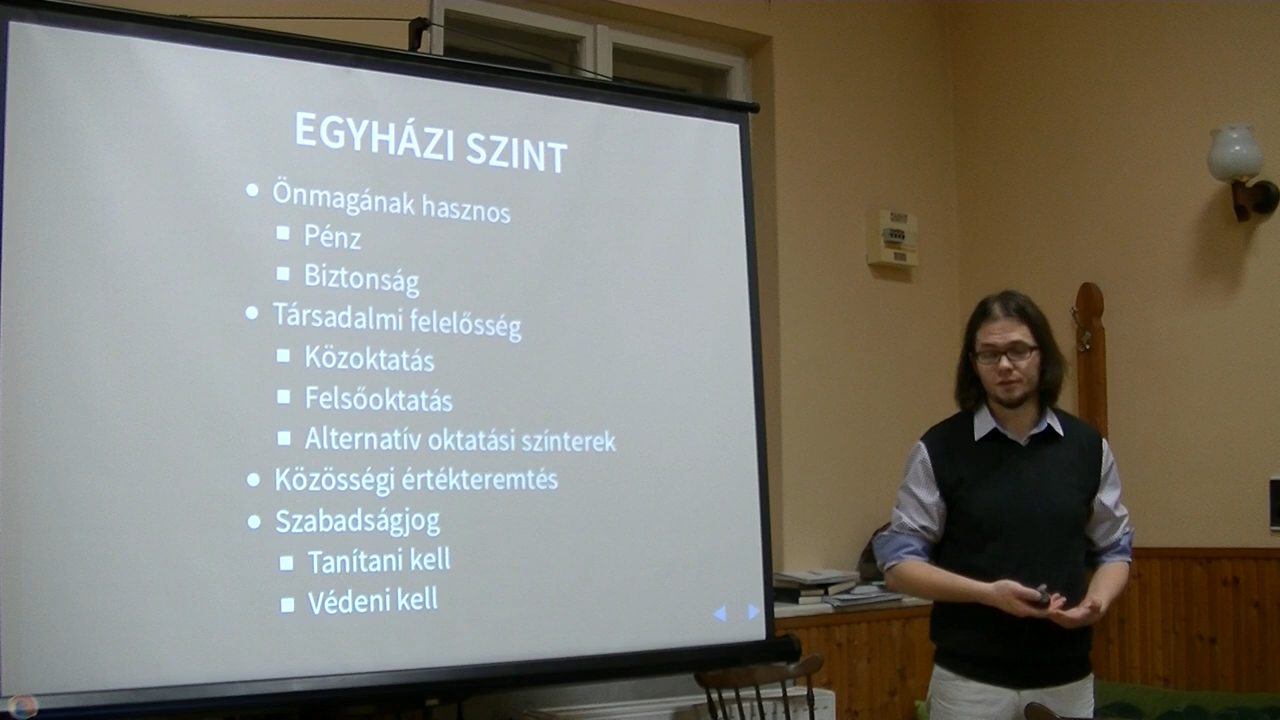 EGYHÁZI SZINT
Önmagának hasznos
Pénz
Biztonság
Társadalmi felelősség
Közoktatás
Felsőoktatás
Alternatív oktatási színterek
Közösségi értékteremtés
Szabadságjog
Tanítani kell
Védeni kell